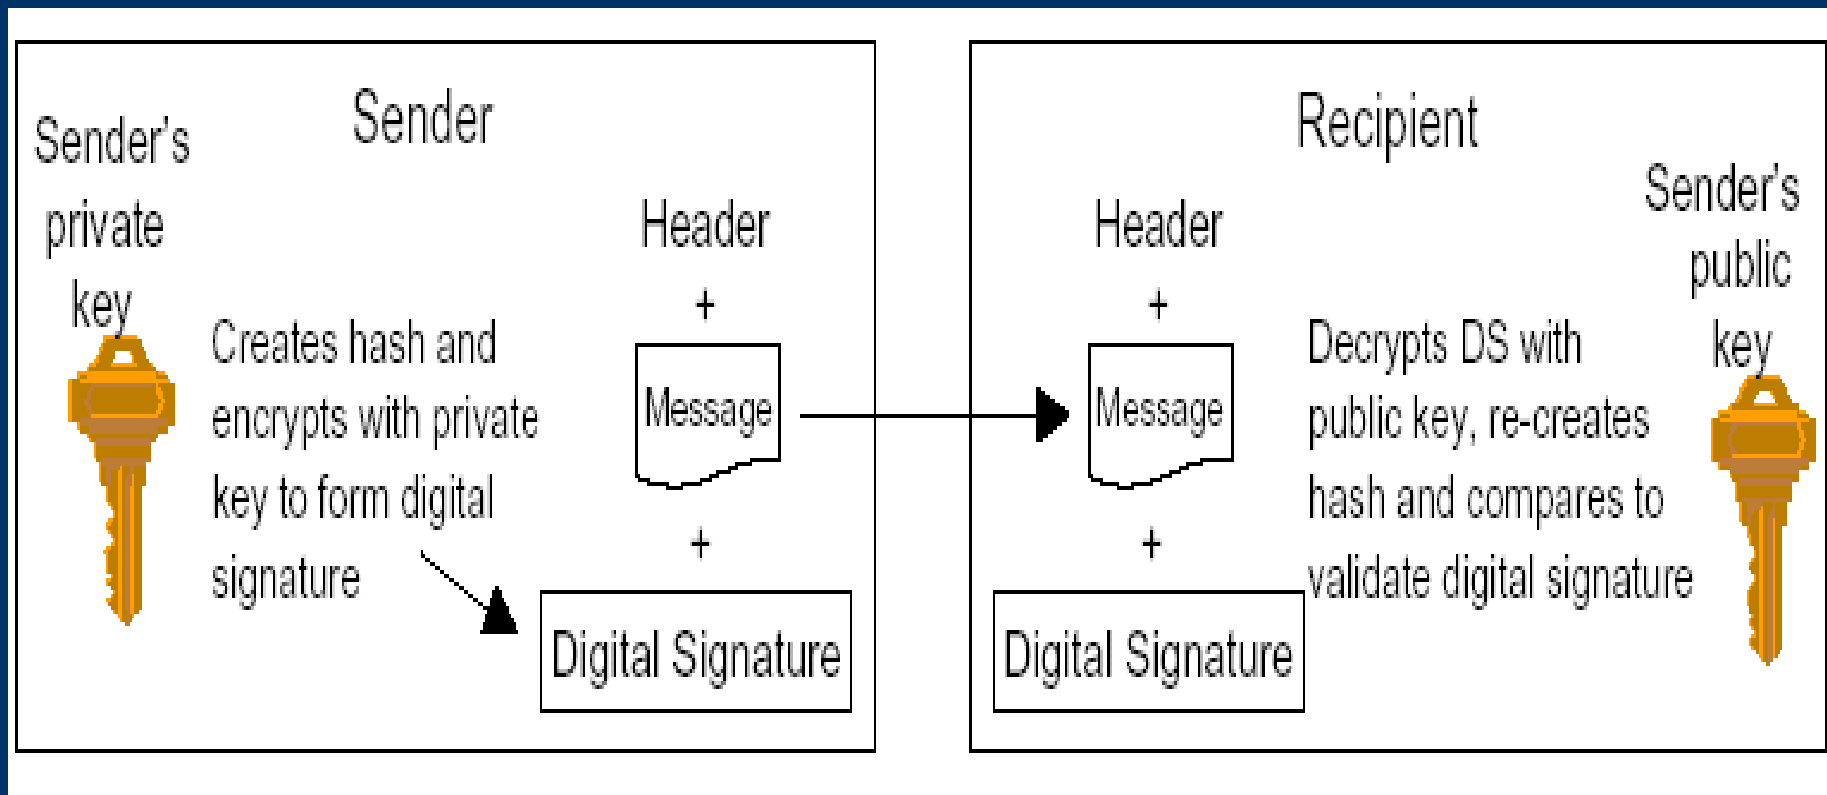 Sender
Sender's
private
key
Creates hash and
encrypts with private
key to form digital
signature
Header
+
Message
+
Digital Signature
Recipient
Header
+
Message
+
Digital Signature
Decrypts DS with
public key, re-creates
hash and compares to
validate digital signature
Sender's
public
key